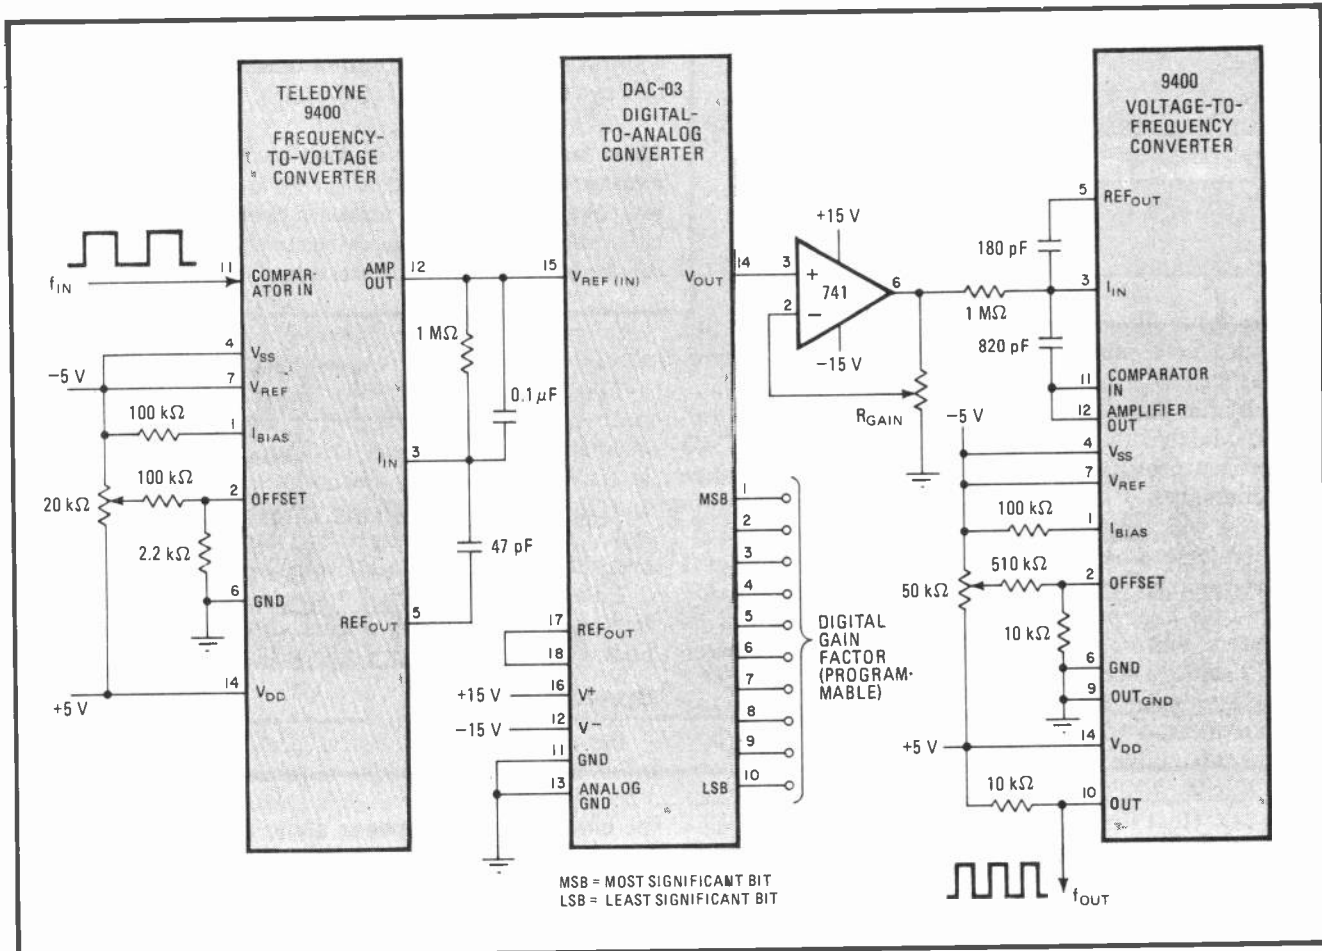 TELEDYNE
9400
FREQUENCY-
TO-VOLTAGE
CONVERTER
f_IN
11
COMPAR-
ATOR IN
AMP
OUT
12
4
V_SS
−5 V
7
V_REF
100 kΩ
1
I_BIAS
100 kΩ
2
OFFSET
20 kΩ
2.2 kΩ
6
GND
+5 V
14
V_DD
I_IN
3
REF_OUT
5
1 MΩ
0.1 μF
47 pF
DAC-03
DIGITAL-
TO-ANALOG
CONVERTER
15
V_REF (IN)
V_OUT
14
17
REF_OUT
18
+15 V
16
V+
−15 V
12
V−
11
GND
13
ANALOG
GND
MSB
1
2
3
4
5
6
7
8
9
LSB
10
DIGITAL
GAIN
FACTOR
(PROGRAM-
MABLE)
MSB = MOST SIGNIFICANT BIT
LSB = LEAST SIGNIFICANT BIT
+15 V
3
+
741
2
−
6
−15 V
R_GAIN
1 MΩ
180 pF
820 pF
9400
VOLTAGE-TO-
FREQUENCY
CONVERTER
5
REF_OUT
3
I_IN
11
COMPARATOR
IN
12
AMPLIFIER
OUT
−5 V
4
V_SS
7
V_REF
100 kΩ
1
I_BIAS
510 kΩ
2
OFFSET
50 kΩ
10 kΩ
6
GND
9
OUT_GND
+5 V
14
V_DD
10 kΩ
10
OUT
f_OUT